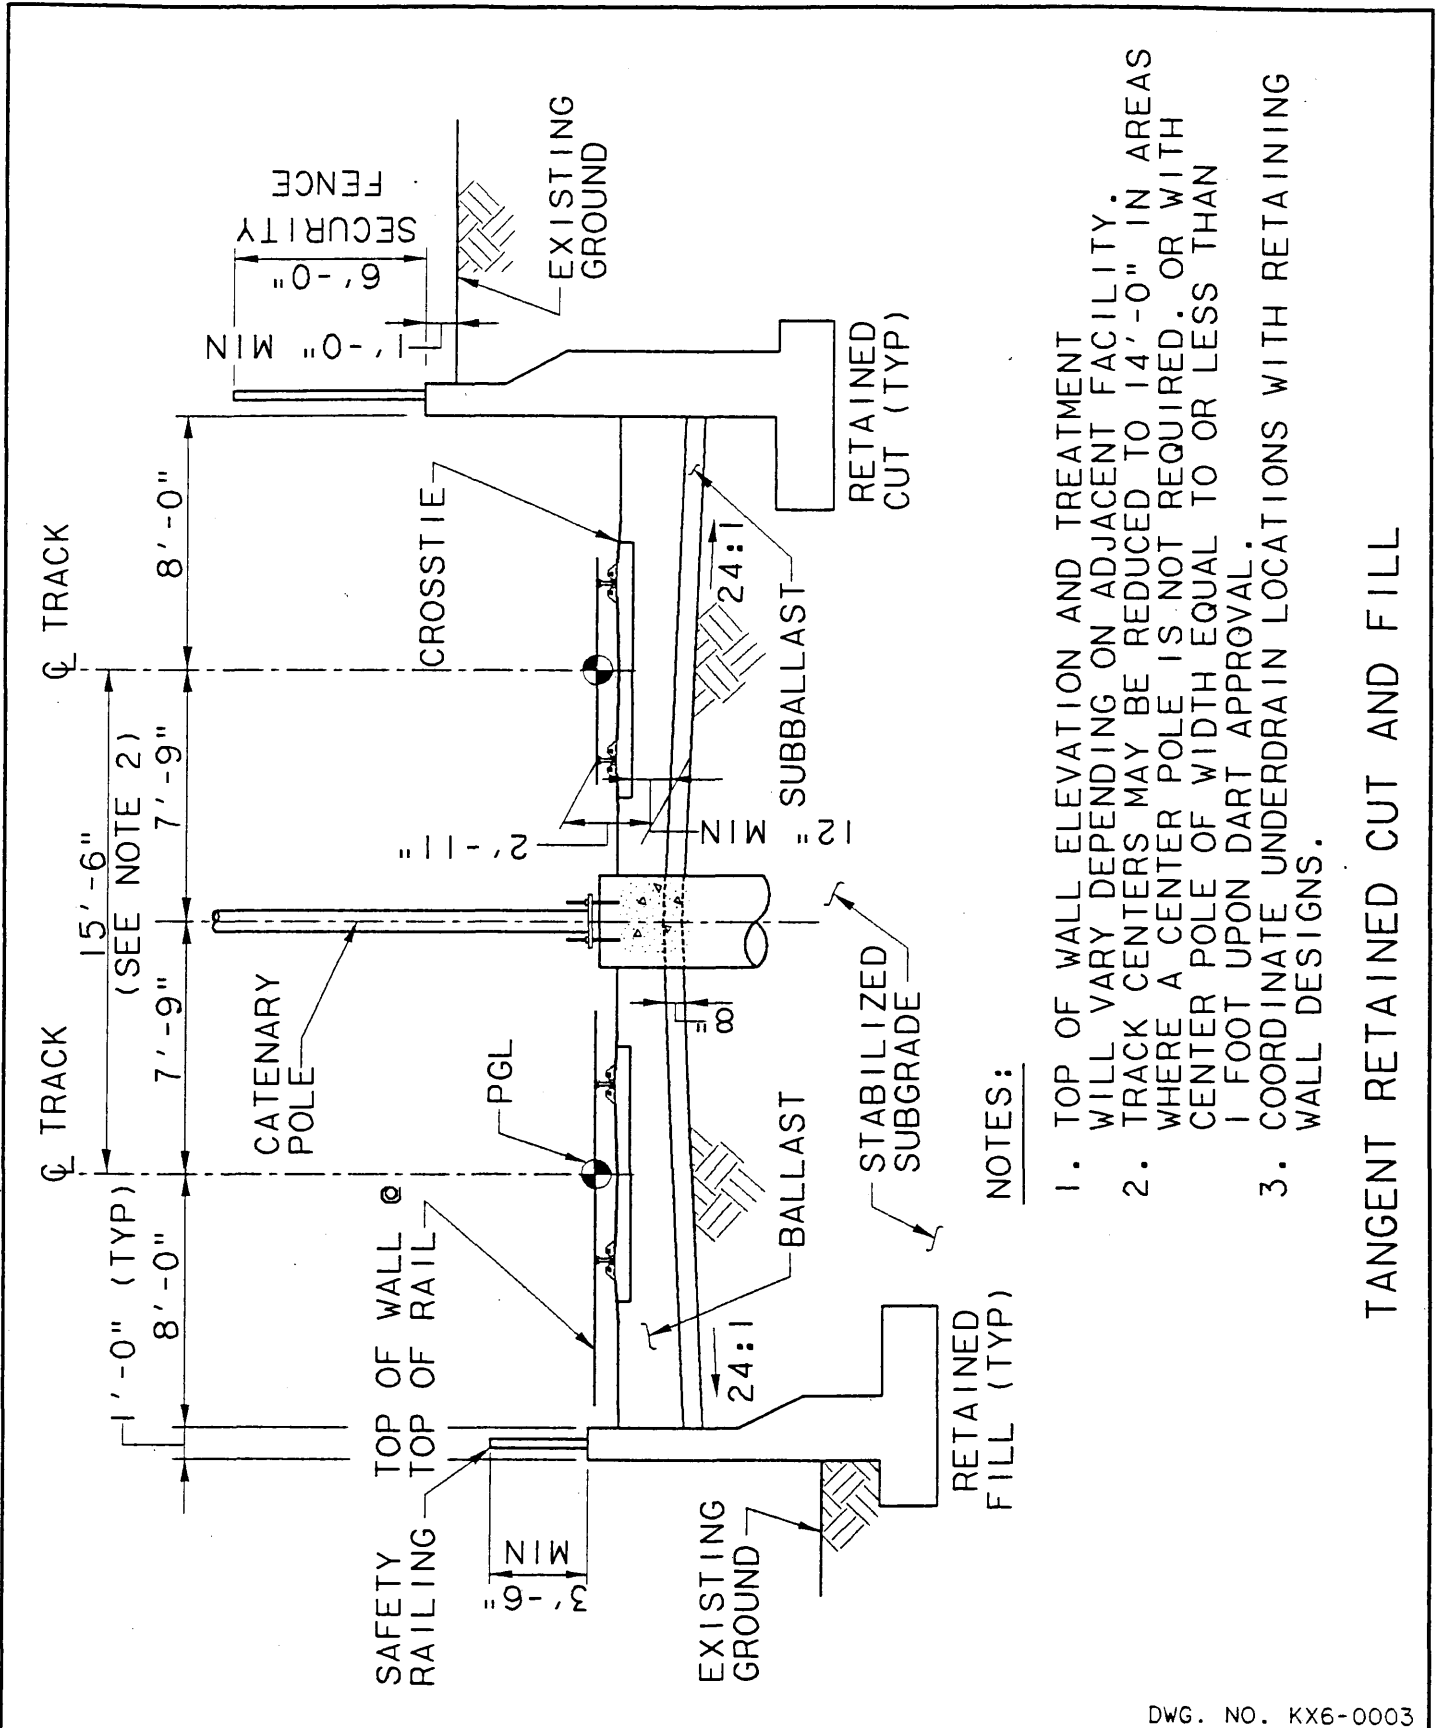 ℄ TRACK
℄ TRACK
15'-6"
(SEE NOTE 2)
1'-0" (TYP)
8'-0"
7'-9"
7'-9"
8'-0"
CATENARY
POLE
6'-0"
SECURITY
FENCE
1'-0" MIN
SAFETY
RAILING
TOP OF WALL @
TOP OF RAIL
PGL
CROSSTIE
3'-6"
MIN
2'-11"
EXISTING
GROUND
EXISTING
GROUND
8"
12" MIN
24:1
24:1
BALLAST
SUBBALLAST
STABILIZED
SUBGRADE
RETAINED
CUT (TYP)
RETAINED
FILL (TYP)
NOTES:
1. TOP OF WALL ELEVATION AND TREATMENT
WILL VARY DEPENDING ON ADJACENT FACILITY.
2. TRACK CENTERS MAY BE REDUCED TO 14'-0" IN AREAS
WHERE A CENTER POLE IS NOT REQUIRED. OR WITH
CENTER POLE OF WIDTH EQUAL TO OR LESS THAN
1 FOOT UPON DART APPROVAL.
3. COORDINATE UNDERDRAIN LOCATIONS WITH RETAINING
WALL DESIGNS.
TANGENT RETAINED CUT AND FILL
DWG. NO. KX6-0003